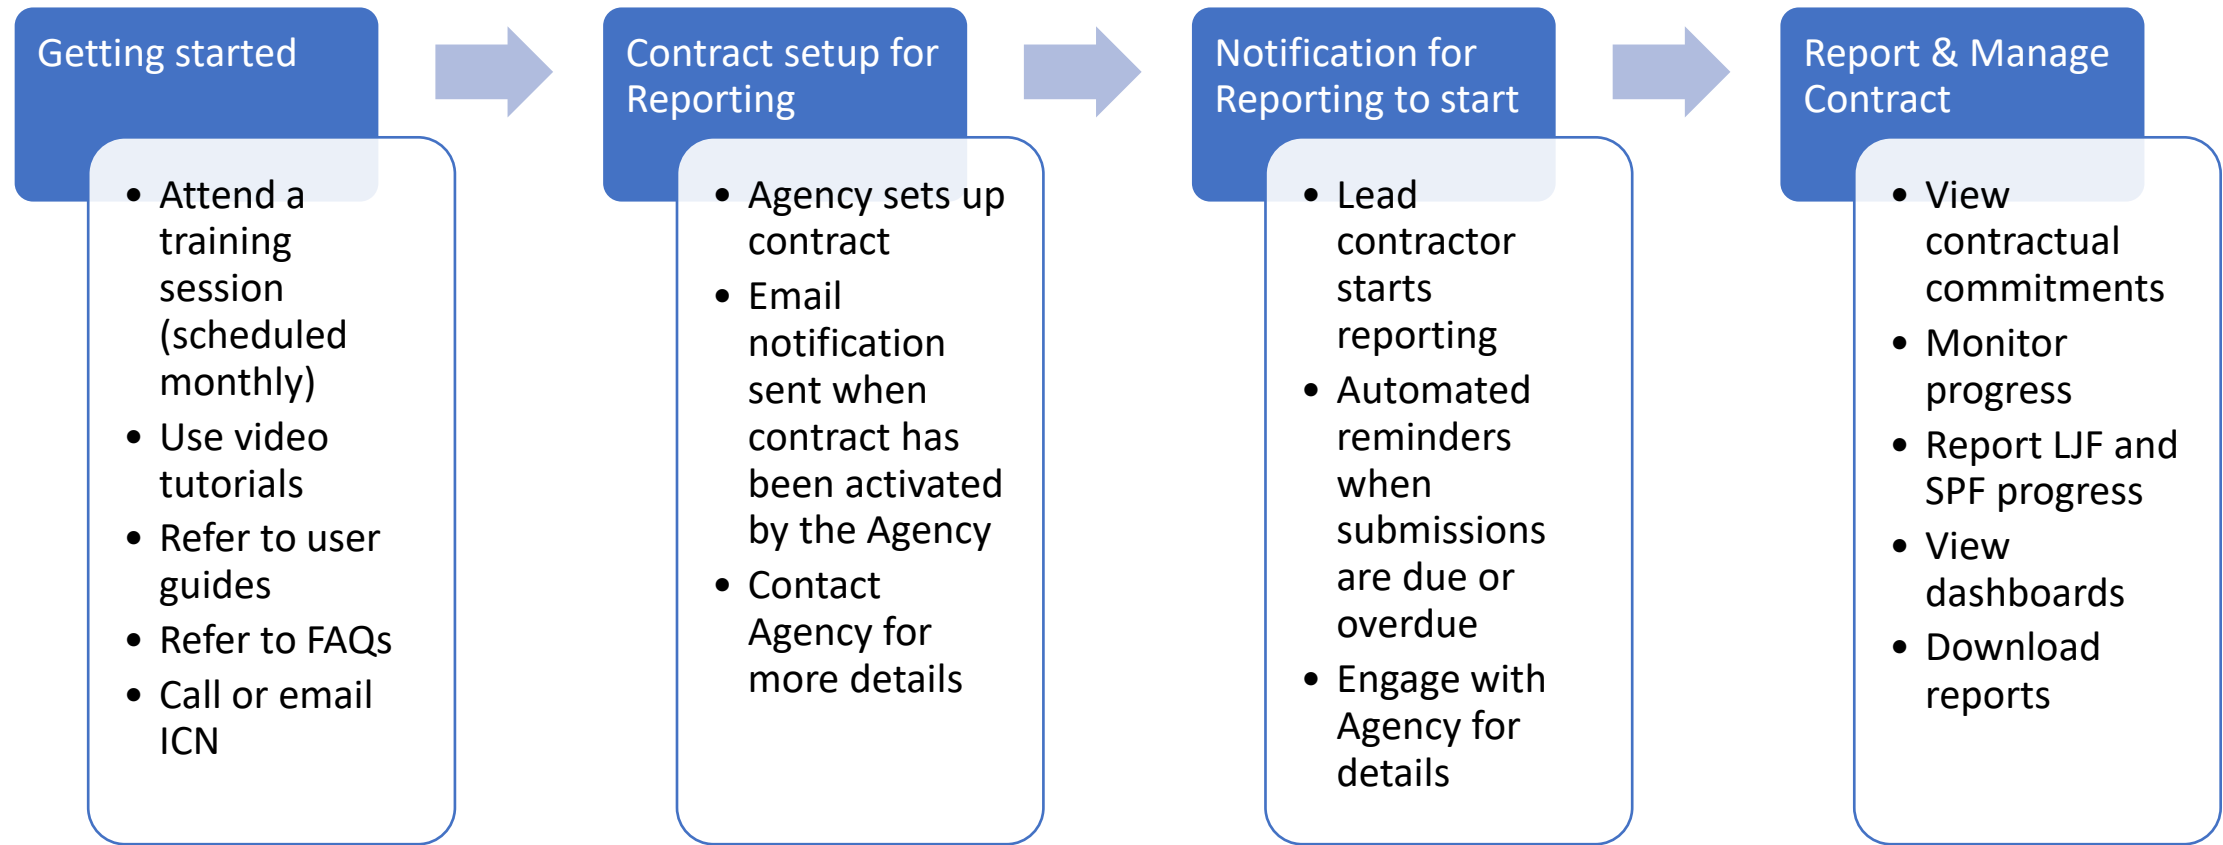 Getting started
• Attend a
training
session
(scheduled
monthly)
• Use video
tutorials
• Refer to user
guides
• Refer to FAQs
• Call or email
ICN
Contract setup for
Reporting
• Agency sets up
contract
• Email
notification
sent when
contract has
been activated
by the Agency
• Contact
Agency for
more details
Notification for
Reporting to start
• Lead
contractor
starts
reporting
• Automated
reminders
when
submissions
are due or
overdue
• Engage with
Agency for
details
Report & Manage
Contract
• View
contractual
commitments
• Monitor
progress
• Report LJF and
SPF progress
• View
dashboards
• Download
reports